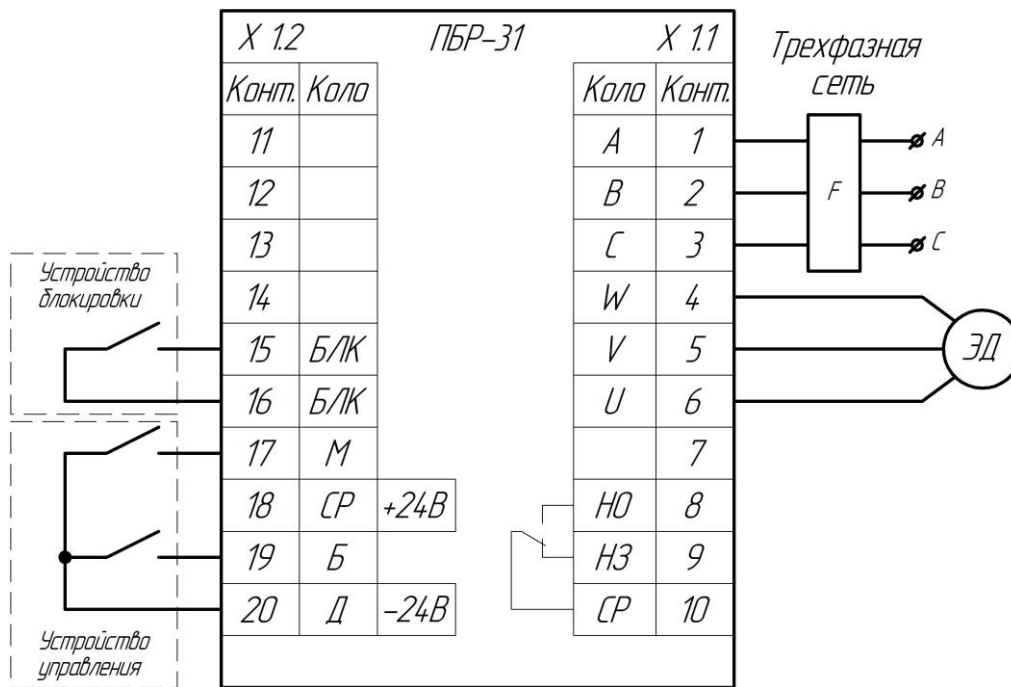 X 1.2 ПБР-31 X 1.1
Трехфазная
сеть
Конт. Коло Коло Конт.
11 A 1 A
12 B 2 F B
13 C 3 C
Устройство
блокировки
14 W 4
15 БЛК V 5 ЭД
16 БЛК U 6
17 М 7
18 СР +24В НО 8
19 Б НЗ 9
20 Д -24В СР 10
Устройство
управления